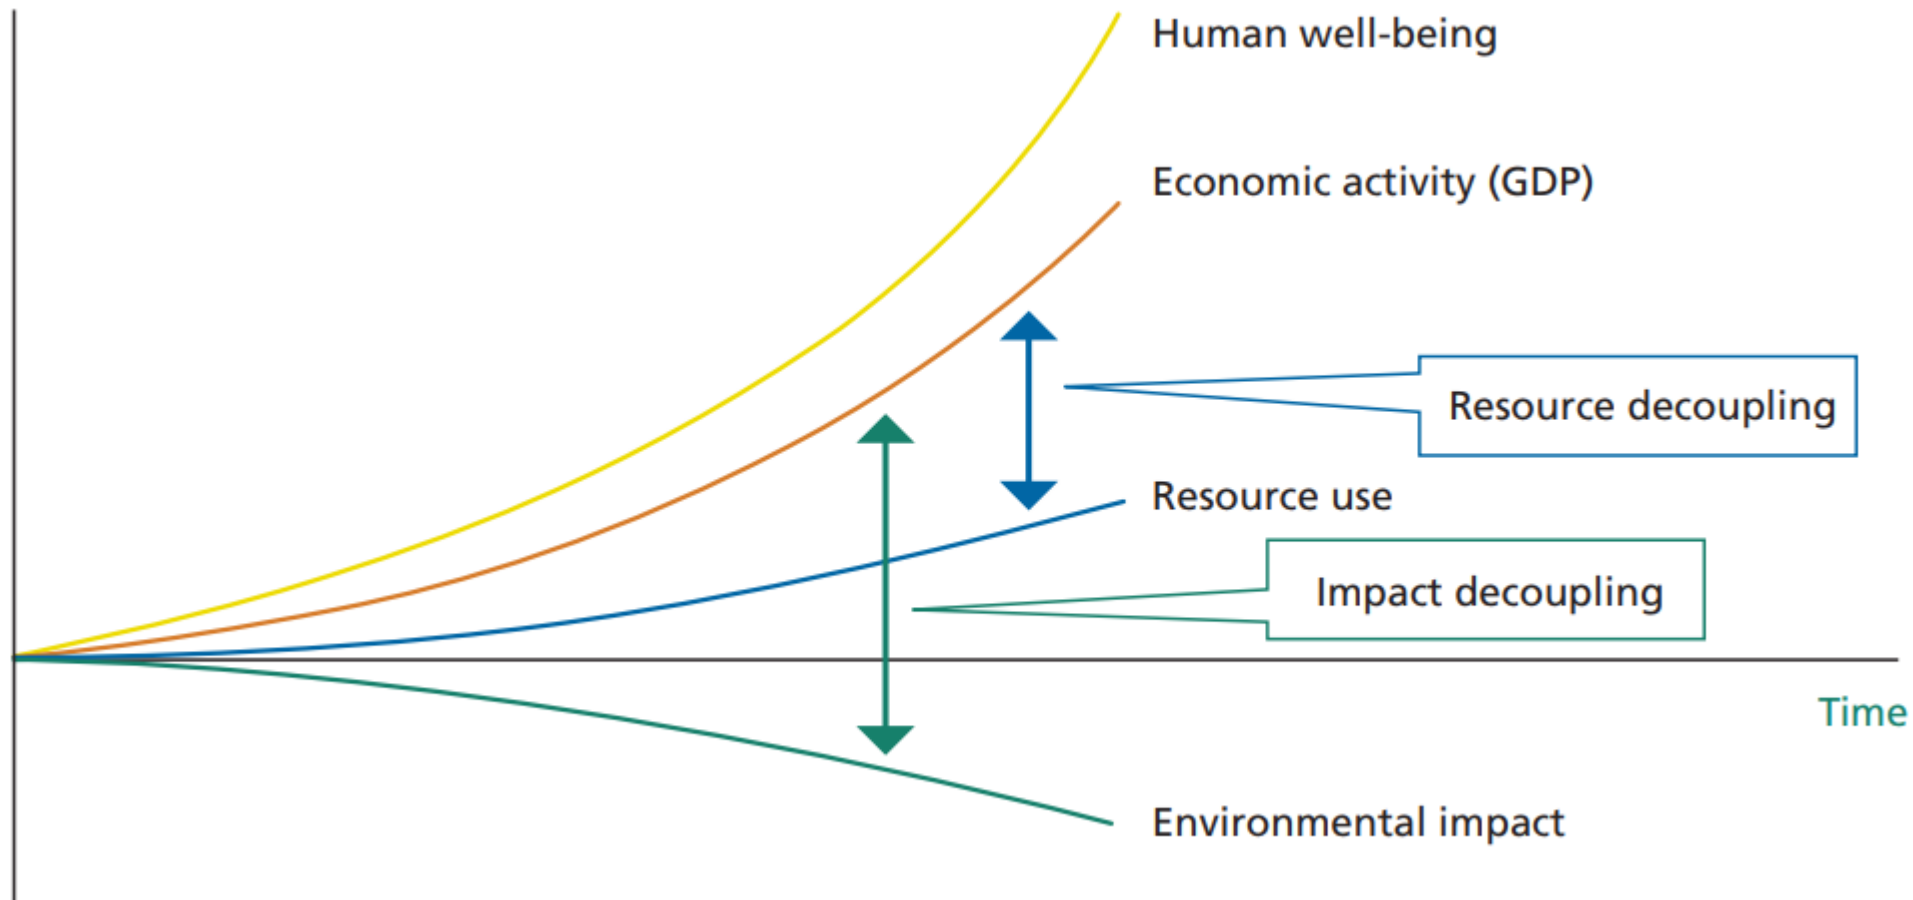 Human well-being
Economic activity (GDP)
Resource decoupling
Resource use
Impact decoupling
Time
Environmental impact